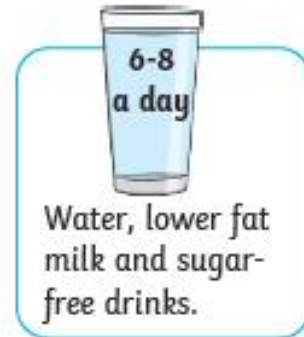 6-8
a day
Water, lower fat
milk and sugar-
free drinks.